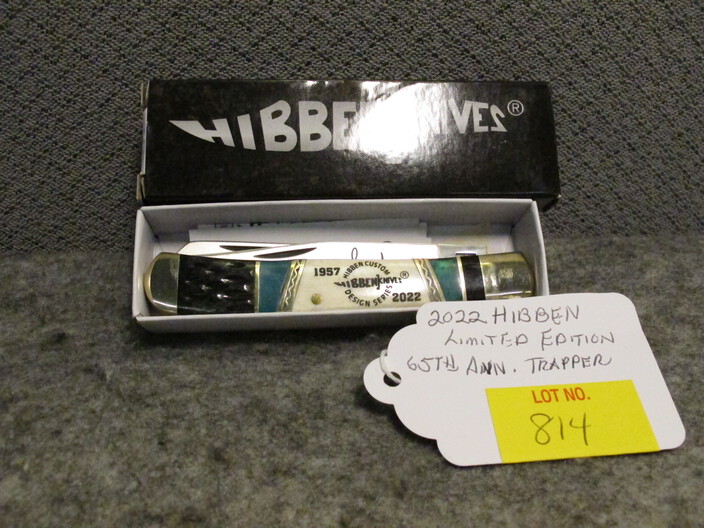 HIBBEN KNIVES®
1957
HIBBEN CUSTOM
HIBBEN KNIVES®
DESIGN SERIES
2022
2022 HIBBEN
LIMITED EDITION
65TH ANN. TRAPPER
LOT NO.
814